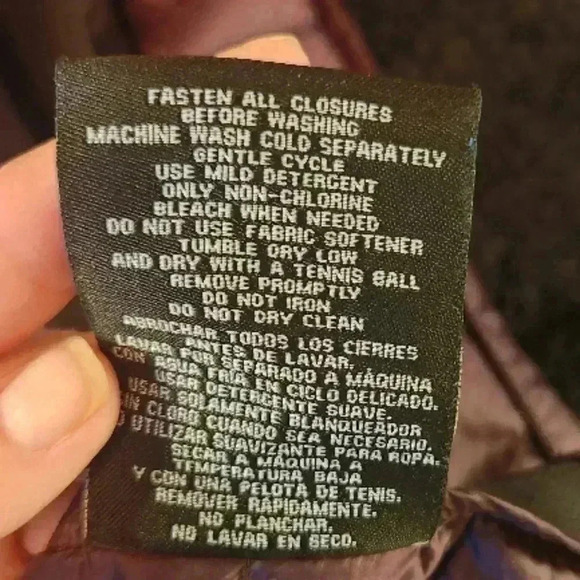 FASTEN ALL CLOSURES
BEFORE WASHING
MACHINE WASH COLD SEPARATELY
GENTLE CYCLE
USE MILD DETERGENT
ONLY NON-CHLORINE
BLEACH WHEN NEEDED
DO NOT USE FABRIC SOFTENER
TUMBLE DRY LOW
AND DRY WITH A TENNIS BALL
REMOVE PROMPTLY
DO NOT IRON
DO NOT DRY CLEAN
ABROCHAR TODOS LOS CIERRES
ANTES DE LAVAR.
LAVAR POR SEPARADO A MÁQUINA
CON AGUA FRÍA EN CICLO DELICADO.
USAR DETERGENTE SUAVE.
USAR SOLAMENTE BLANQUEADOR
SIN CLORO CUANDO SEA NECESARIO.
UTILIZAR SUAVIZANTE PARA ROPA.
SECAR A MÁQUINA A
TEMPERATURA BAJA
Y CON UNA PELOTA DE TENIS.
REMOVER RÁPIDAMENTE.
NO PLANCHAR.
NO LAVAR EN SECO.